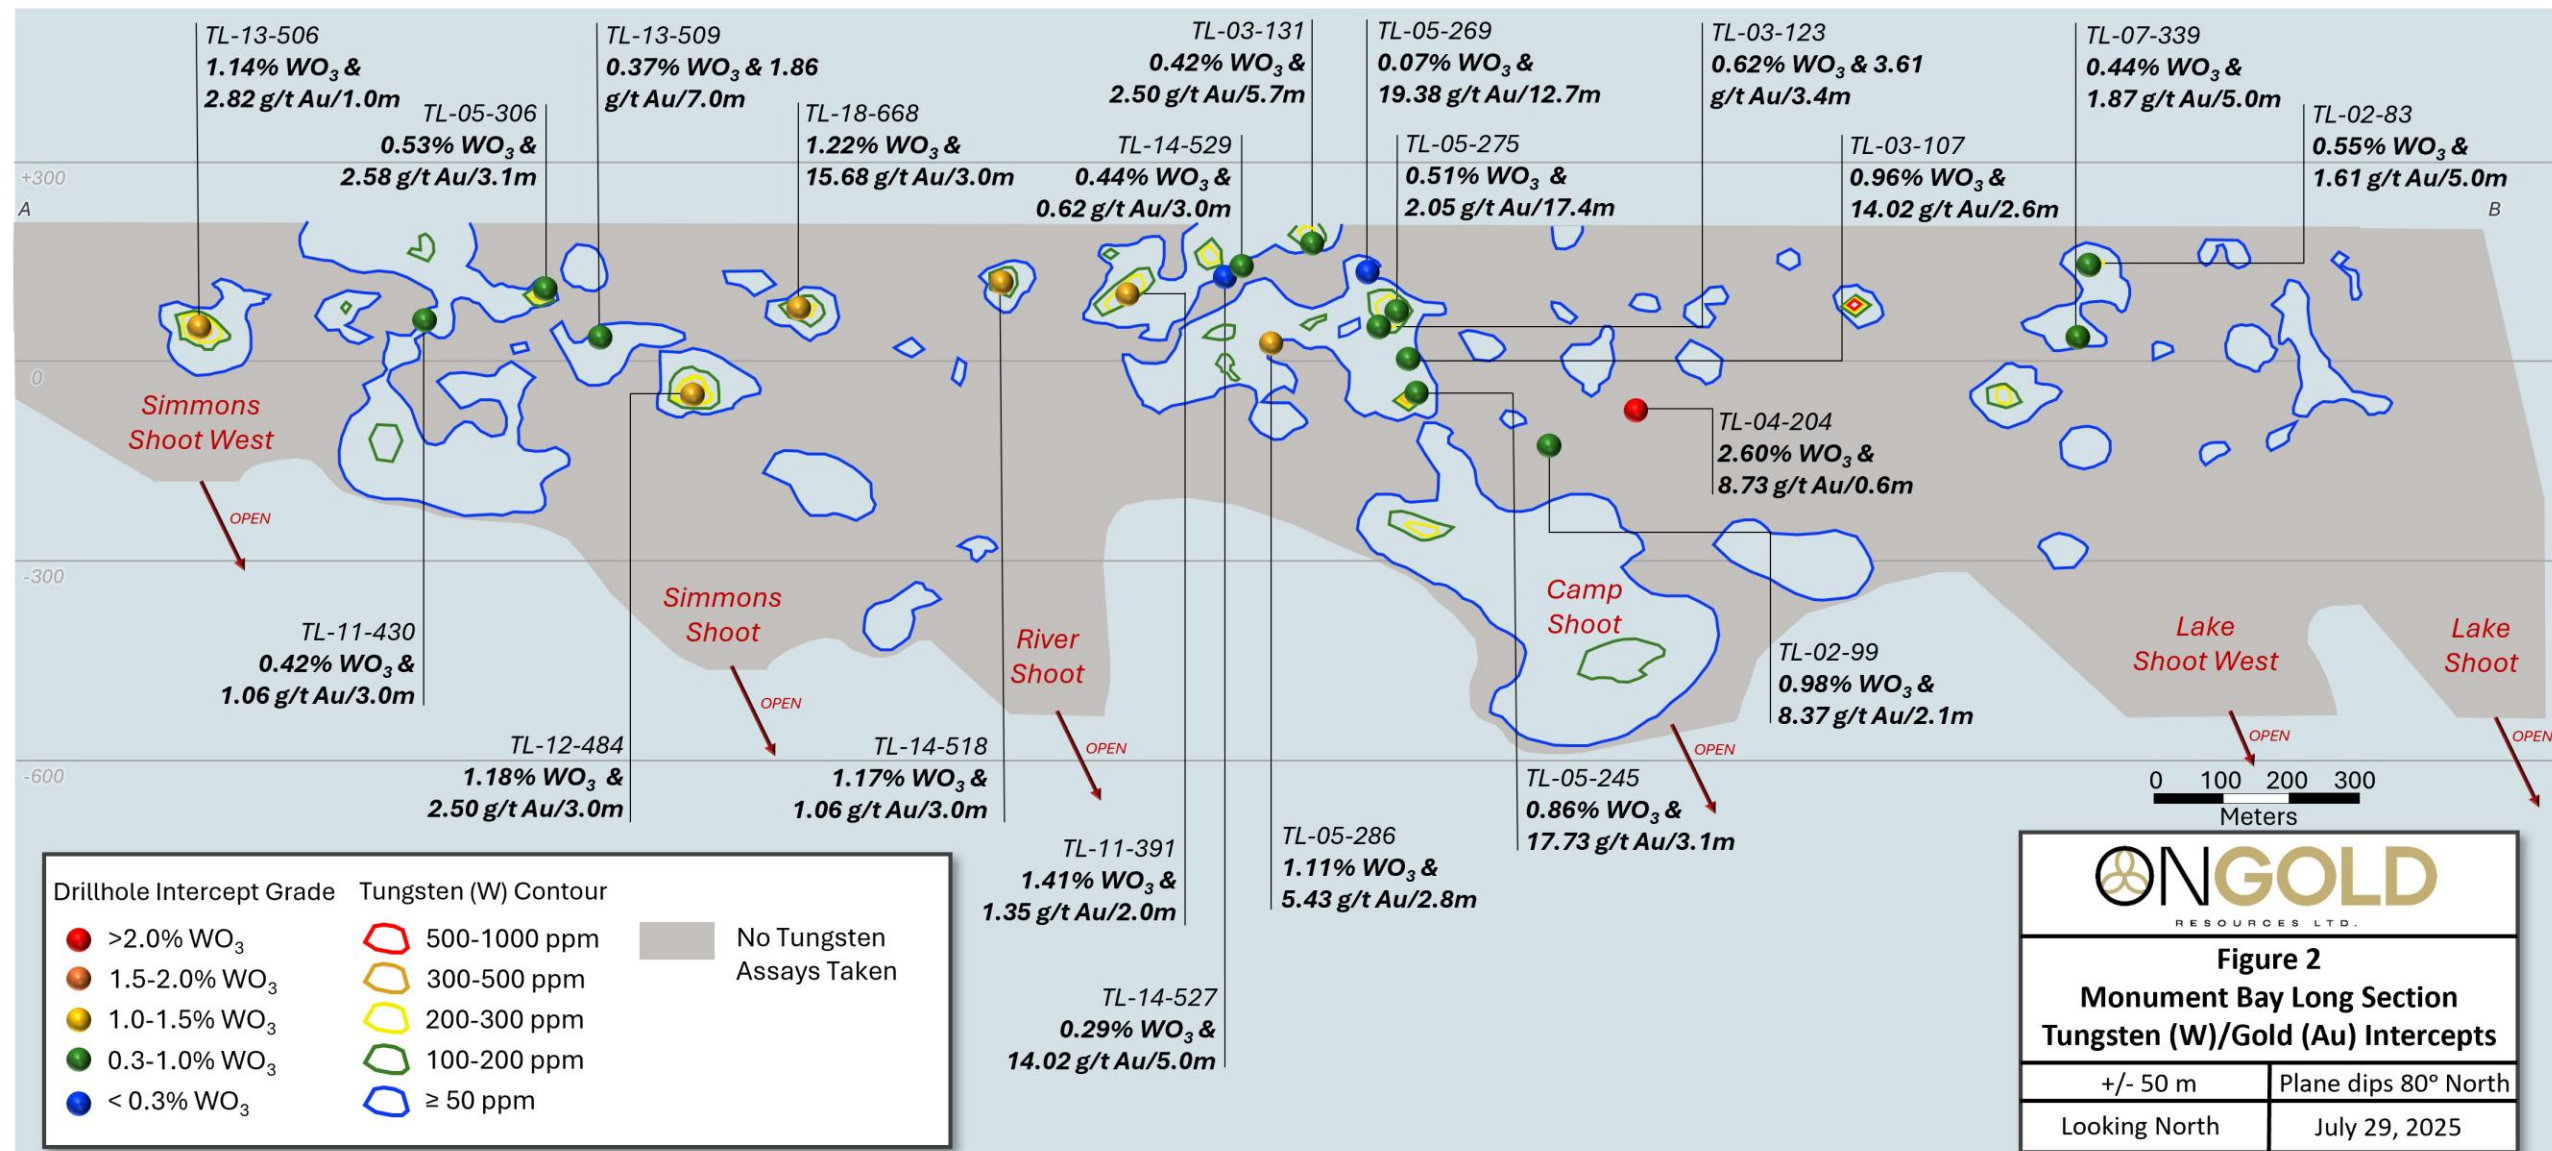 TL-13-506
1.14% WO3 &
2.82 g/t Au/1.0m
TL-05-306
0.53% WO3 &
2.58 g/t Au/3.1m
TL-13-509
0.37% WO3 & 1.86
g/t Au/7.0m
TL-18-668
1.22% WO3 &
15.68 g/t Au/3.0m
TL-03-131
0.42% WO3 &
2.50 g/t Au/5.7m
TL-14-529
0.44% WO3 &
0.62 g/t Au/3.0m
TL-05-269
0.07% WO3 &
19.38 g/t Au/12.7m
TL-05-275
0.51% WO3 &
2.05 g/t Au/17.4m
TL-03-123
0.62% WO3 & 3.61
g/t Au/3.4m
TL-03-107
0.96% WO3 &
14.02 g/t Au/2.6m
TL-07-339
0.44% WO3 &
1.87 g/t Au/5.0m
TL-02-83
0.55% WO3 &
1.61 g/t Au/5.0m
+300
A
B
0
-300
-600
Simmons
Shoot West
OPEN
TL-04-204
2.60% WO3 &
8.73 g/t Au/0.6m
Simmons
Shoot
OPEN
River
Shoot
OPEN
Camp
Shoot
OPEN
Lake
Shoot West
OPEN
Lake
Shoot
OPEN
TL-11-430
0.42% WO3 &
1.06 g/t Au/3.0m
TL-02-99
0.98% WO3 &
8.37 g/t Au/2.1m
TL-12-484
1.18% WO3 &
2.50 g/t Au/3.0m
TL-14-518
1.17% WO3 &
1.06 g/t Au/3.0m
TL-05-245
0.86% WO3 &
17.73 g/t Au/3.1m
TL-11-391
1.41% WO3 &
1.35 g/t Au/2.0m
TL-05-286
1.11% WO3 &
5.43 g/t Au/2.8m
TL-14-527
0.29% WO3 &
14.02 g/t Au/5.0m
0 100 200 300
Meters
Drillhole Intercept Grade
>2.0% WO3
1.5-2.0% WO3
1.0-1.5% WO3
0.3-1.0% WO3
< 0.3% WO3
Tungsten (W) Contour
500-1000 ppm
300-500 ppm
200-300 ppm
100-200 ppm
≥ 50 ppm
No Tungsten
Assays Taken
ONGOLD
RESOURCES LTD.
Figure 2
Monument Bay Long Section
Tungsten (W)/Gold (Au) Intercepts
+/- 50 m
Plane dips 80° North
Looking North
July 29, 2025